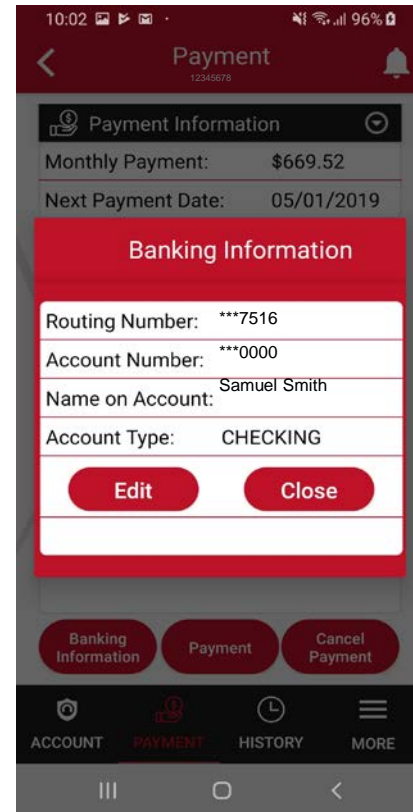 10:02 96%
Payment
12345678
Payment Information
Monthly Payment: $669.52
Next Payment Date: 05/01/2019
Banking Information
Routing Number: ***7516
Account Number: ***0000
Name on Account: Samuel Smith
Account Type: CHECKING
Edit Close
Banking Information
Payment
Cancel Payment
ACCOUNT PAYMENT HISTORY MORE